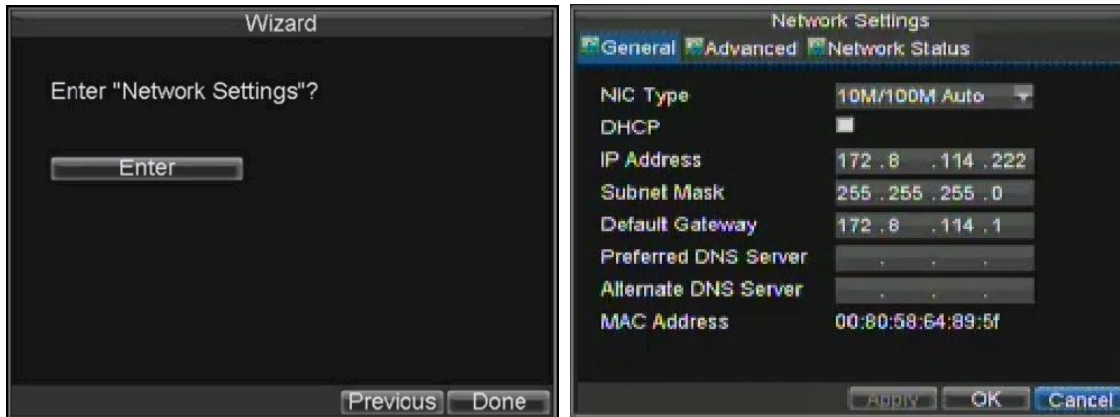 Wizard
Enter "Network Settings"?
Enter
Previous Done
Network Settings
General Advanced Network Status
NIC Type 10M/100M Auto
DHCP
IP Address 172 .8 .114 .222
Subnet Mask 255 .255 .255 .0
Default Gateway 172 .8 .114 .1
Preferred DNS Server . . .
Alternate DNS Server . . .
MAC Address 00:80:58:64:89:5f
Apply OK Cancel